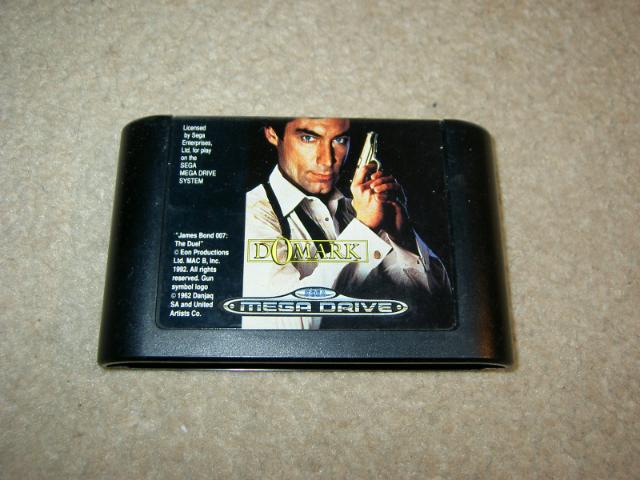 Licensed
by Sega
Enterprises,
Ltd. for play
on the
SEGA
MEGA DRIVE
SYSTEM
"James Bond 007:
The Duel"
© Eon Productions
Ltd. MAC B, Inc.
1992. All rights
reserved. Gun
symbol logo
© 1962 Danjaq
SA and United
Artists Co.
DOMARK
SEGA
MEGA DRIVE